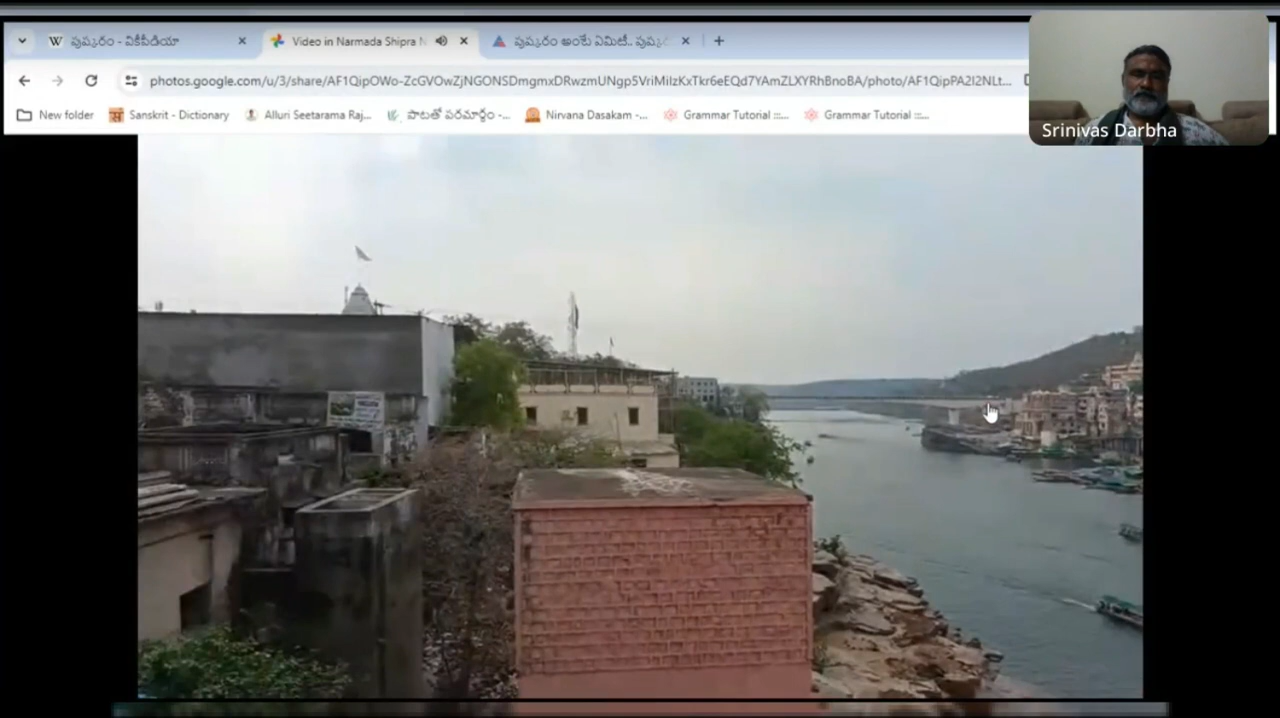 పుష్కరం - వికీపీడియా
Video in Narmada Shipra N
పుష్కరం అంటే ఏమిటి.. పుష్క
photos.google.com/u/3/share/AF1QipOWo-ZcGVOwZjNGONSDmgmxDRwzmUNgp5VriMilzKxTkr6eEQd7YAmZLXYRhBnoBA/photo/AF1QipPA2I2NLt...
New folder
Sanskrit - Dictionary
Alluri Seetarama Raj...
పాటతో పరమార్థం -...
Nirvana Dasakam -...
Grammar Tutorial :::...
Grammar Tutorial :::...
Srinivas Darbha